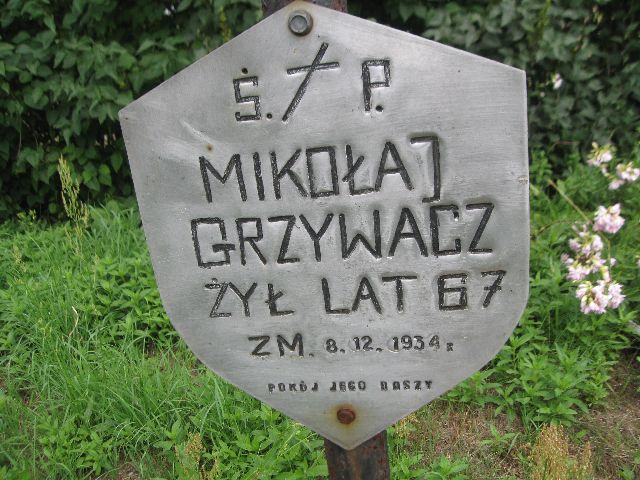 Ś. P.
MIKOŁAJ
GRZYWACZ
ŻYŁ LAT 67
ZM. 8.12.1934 R
POKÓJ JEGO DUSZY